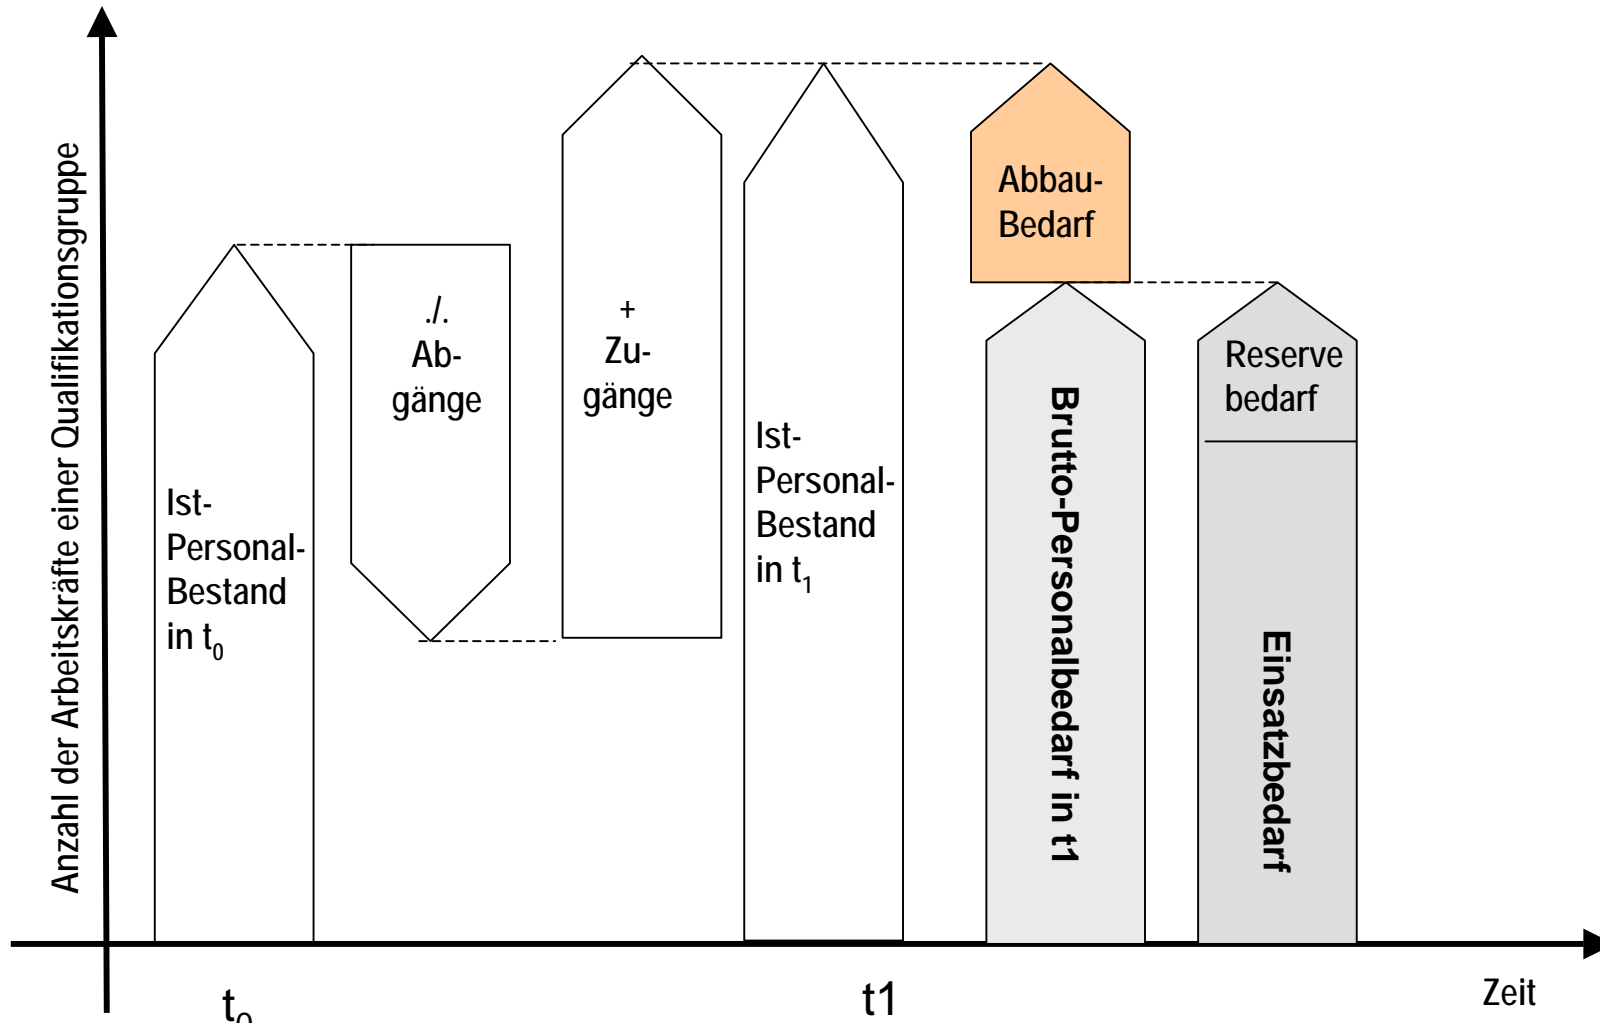 Anzahl der Arbeitskräfte einer Qualifikationsgruppe
Ist-
Personal-
Bestand
in t₀
./.
Ab-
gänge
+
Zu-
gänge
Ist-
Personal-
Bestand
in t₁
Abbau-
Bedarf
Brutto-Personalbedarf in t1
Reserve
bedarf
Einsatzbedarf
t₀
t1
Zeit